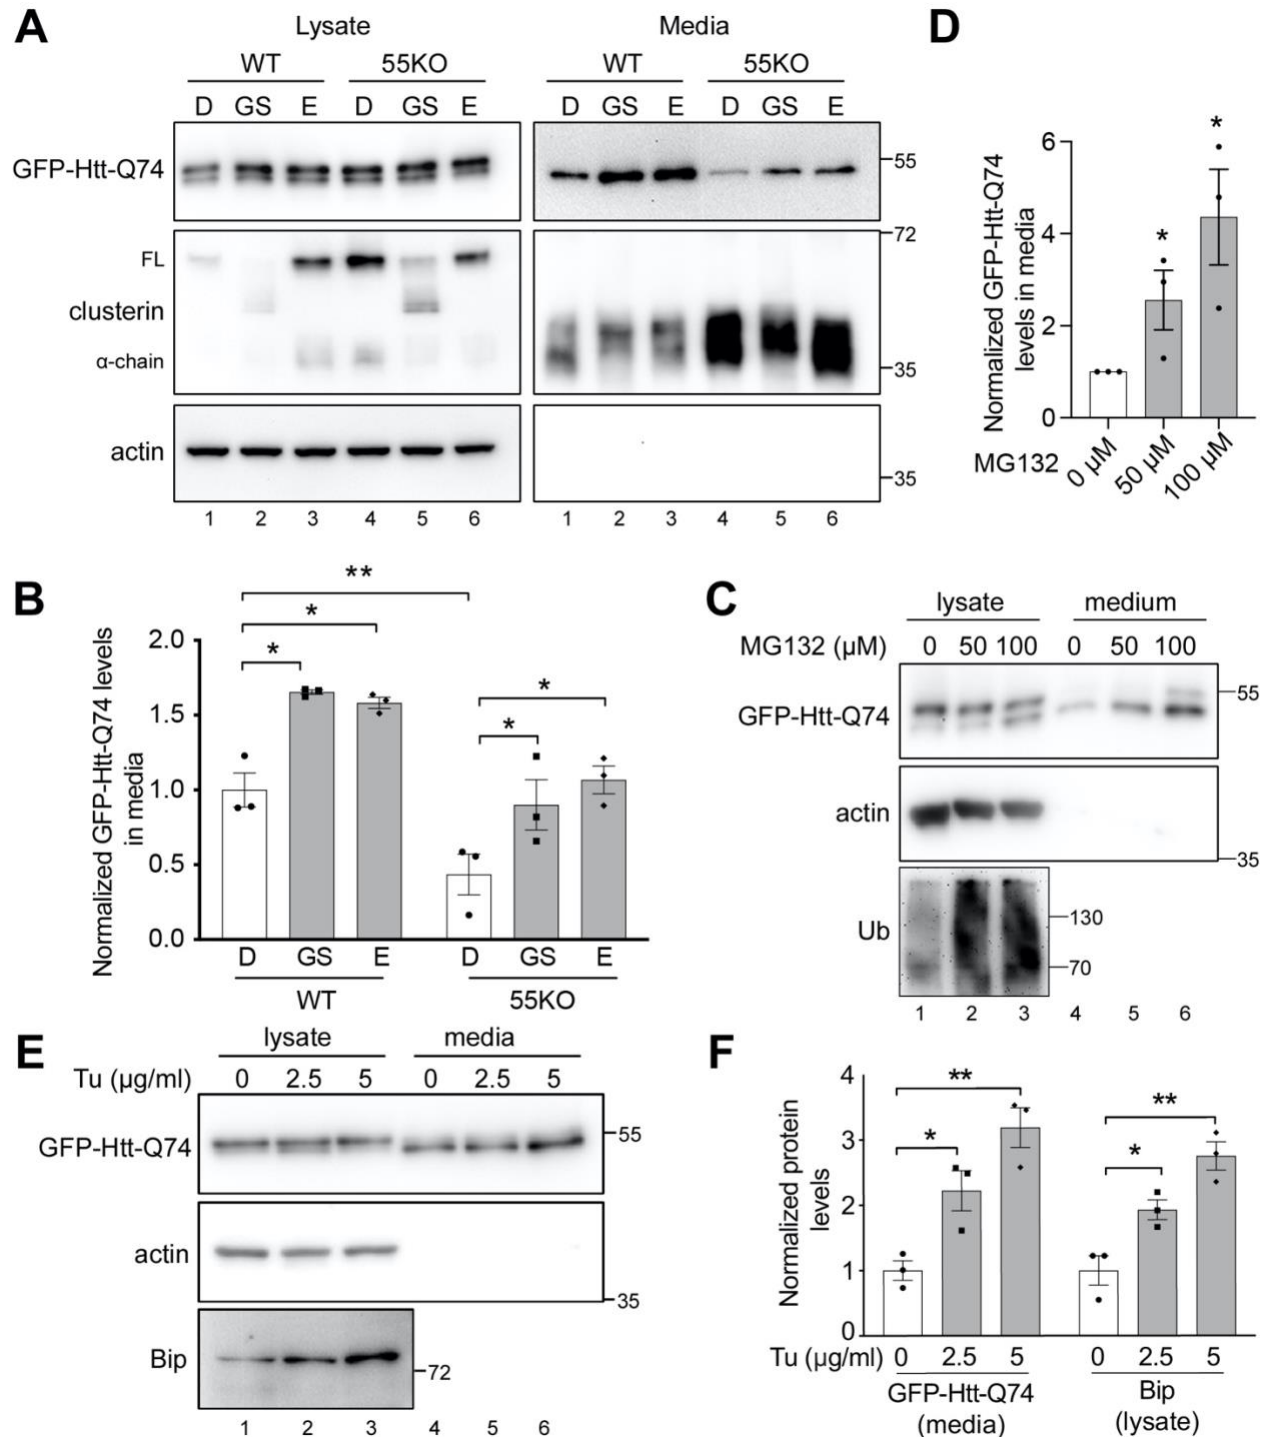 A
Lysate
Media
WT
55KO
WT
55KO
D GS E D GS E
D GS E D GS E
GFP-Htt-Q74
55
72
FL
clusterin
α-chain
35
actin
35
1 2 3 4 5 6
1 2 3 4 5 6
D
Normalized GFP-Htt-Q74
levels in media
6
4
2
0
*
*
MG132
0 µM
50 µM
100 µM
B
Normalized GFP-Htt-Q74 levels
in media
2.0
1.5
1.0
0.5
0.0
**
*
*
*
*
D GS E D GS E
WT
55KO
C
lysate
medium
MG132 (µM) 0 50 100 0 50 100
GFP-Htt-Q74
55
actin
35
Ub
130
70
1 2 3 4 5 6
E
lysate
media
Tu (µg/ml) 0 2.5 5 0 2.5 5
GFP-Htt-Q74
55
actin
35
Bip
72
1 2 3 4 5 6
F
Normalized protein
levels
4
3
2
1
0
**
*
**
*
Tu (µg/ml) 0 2.5 5 0 2.5 5
GFP-Htt-Q74
(media)
Bip
(lysate)